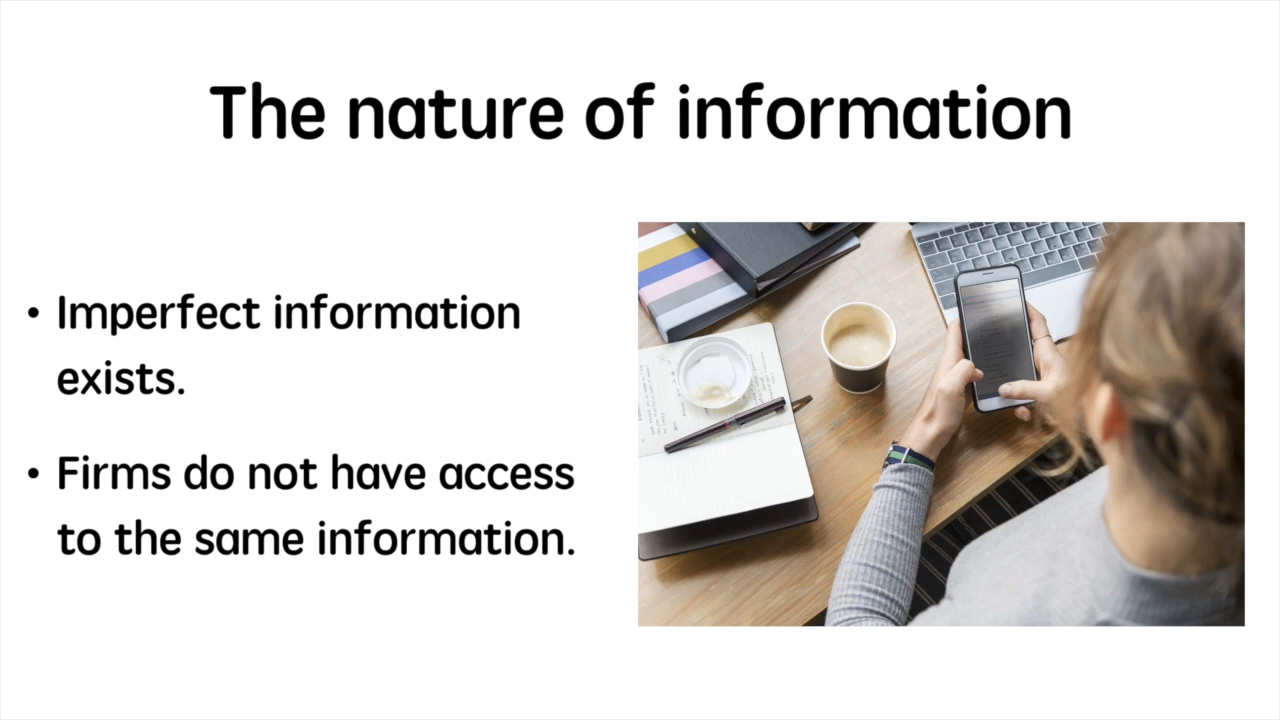 The nature of information
• Imperfect information
exists.
• Firms do not have access
to the same information.